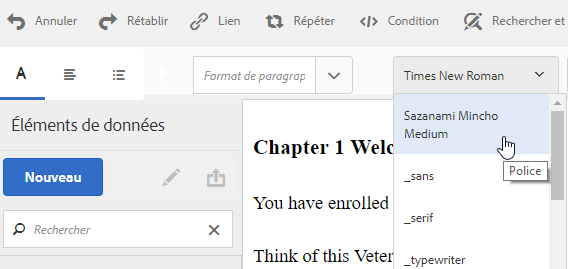 Annuler Rétablir Lien Répéter Condition Rechercher et
A Format de paragrap Times New Roman
Éléments de données
Sazanami Mincho
Medium
Chapter 1 Welc
Nouveau
Police
_sans
You have enrolled
Rechercher
_serif
Think of this Veter
_typewriter